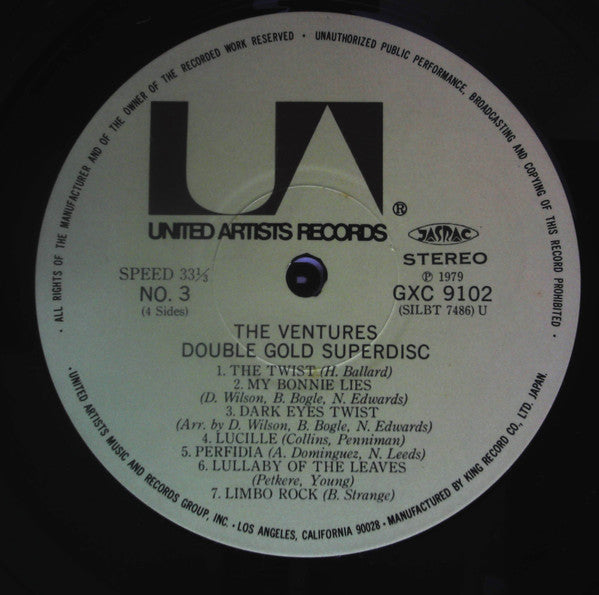 · ALL RIGHTS OF THE MANUFACTURER AND OF THE OWNER OF THE RECORDED WORK RESERVED · UNAUTHORIZED PUBLIC PERFORMANCE, BROADCASTING AND COPYING OF THIS RECORD PROHIBITED ·
UA
®
UNITED ARTISTS RECORDS
JASRAC
SPEED 33⅓
STEREO
℗ 1979
NO. 3
GXC 9102
(4 Sides)
(SILBT 7486) U
THE VENTURES
DOUBLE GOLD SUPERDISC
1. THE TWIST (H. Ballard)
2. MY BONNIE LIES
(D. Wilson, B. Bogle, N. Edwards)
3. DARK EYES TWIST
(Arr. by D. Wilson, B. Bogle, N. Edwards)
4. LUCILLE (Collins, Penniman)
5. PERFIDIA (A. Dominguez, N. Leeds)
6. LULLABY OF THE LEAVES
(Petkere, Young)
7. LIMBO ROCK (B. Strange)
· UNITED ARTISTS MUSIC AND RECORDS GROUP, INC. · LOS ANGELES, CALIFORNIA 90028 · MANUFACTURED BY KING RECORD CO., LTD. JAPAN.